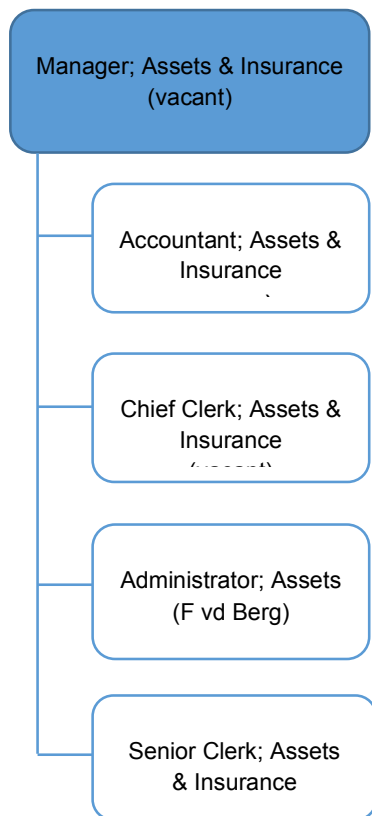 Manager; Assets & Insurance
(vacant)
Accountant; Assets &
Insurance
Chief Clerk; Assets &
Insurance
(vacant)
Administrator; Assets
(F vd Berg)
Senior Clerk; Assets
& Insurance